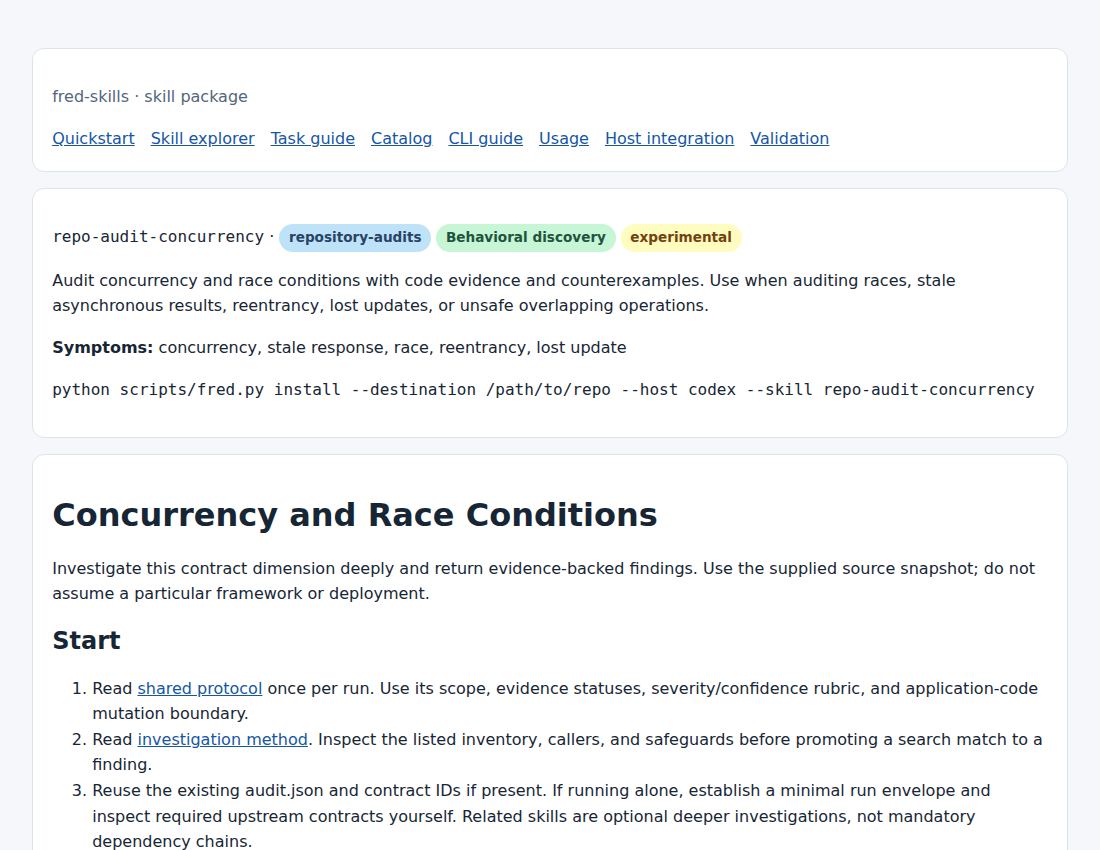 fred-skills · skill package
Quickstart Skill explorer Task guide Catalog CLI guide Usage Host integration Validation
repo-audit-concurrency · repository-audits Behavioral discovery experimental
Audit concurrency and race conditions with code evidence and counterexamples. Use when auditing races, stale
asynchronous results, reentrancy, lost updates, or unsafe overlapping operations.
Symptoms: concurrency, stale response, race, reentrancy, lost update
python scripts/fred.py install --destination /path/to/repo --host codex --skill repo-audit-concurrency
Concurrency and Race Conditions
Investigate this contract dimension deeply and return evidence-backed findings. Use the supplied source snapshot; do not
assume a particular framework or deployment.
Start
1. Read shared protocol once per run. Use its scope, evidence statuses, severity/confidence rubric, and application-code
mutation boundary.
2. Read investigation method. Inspect the listed inventory, callers, and safeguards before promoting a search match to a
finding.
3. Reuse the existing audit.json and contract IDs if present. If running alone, establish a minimal run envelope and
inspect required upstream contracts yourself. Related skills are optional deeper investigations, not mandatory
dependency chains.